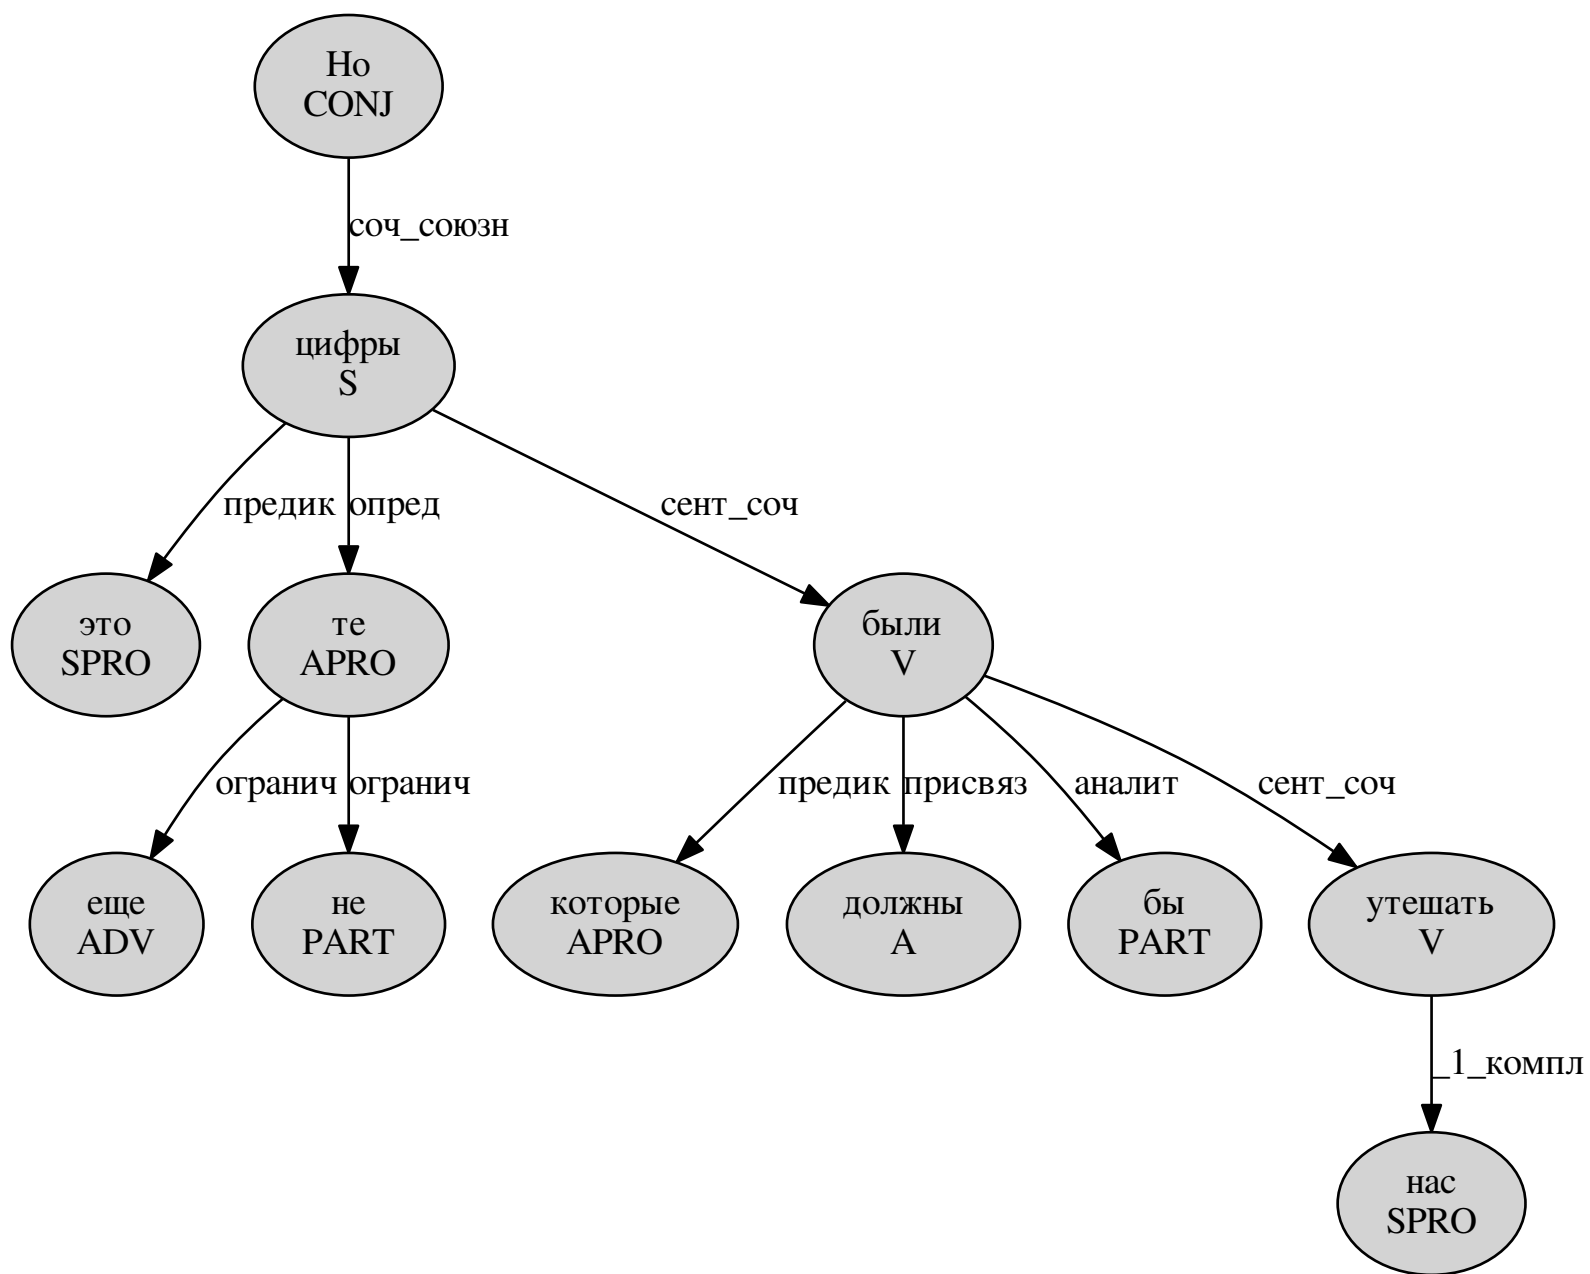 Но
CONJ
соч_союзн
цифры
S
предик
опред
сент_соч
это
SPRO
те
APRO
были
V
огранич
огранич
предик
присвяз
аналит
сент_соч
еще
ADV
не
PART
которые
APRO
должны
A
бы
PART
утешать
V
_1_компл
нас
SPRO